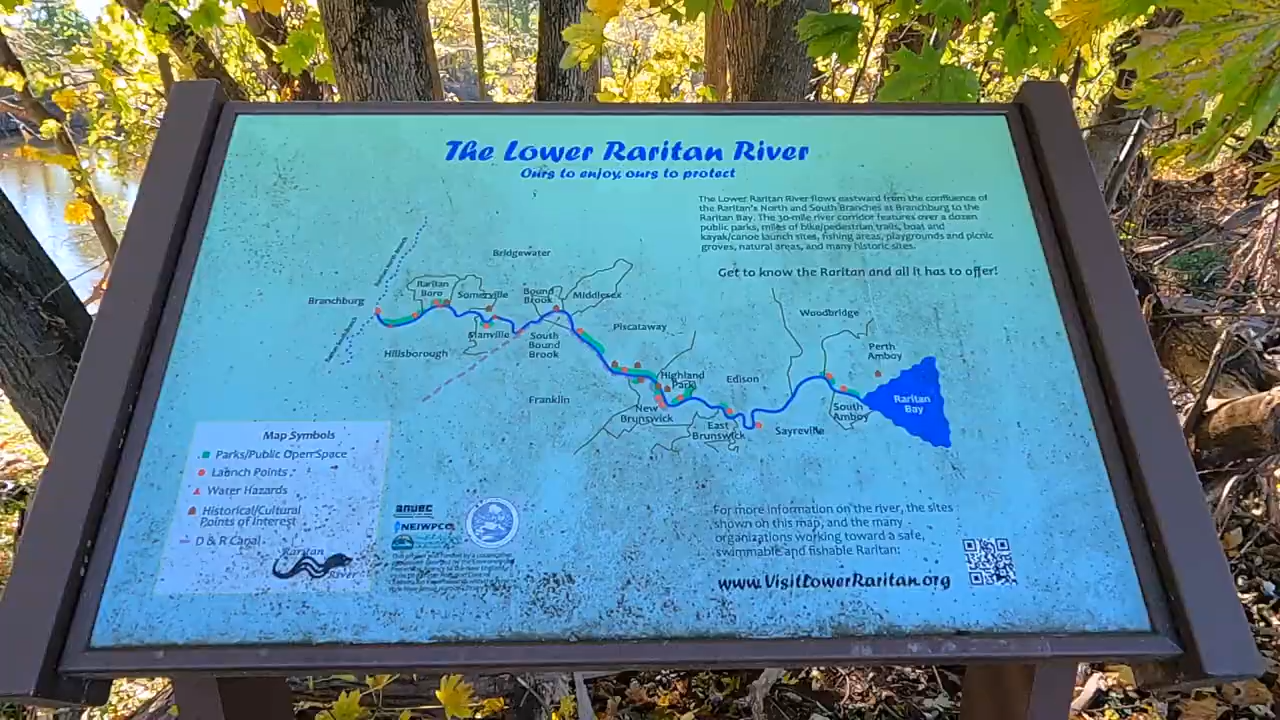 The Lower Raritan River
Ours to enjoy, ours to protect
The Lower Raritan River flows eastward from the confluence of
the Raritan's North and South Branches at Branchburg to the
Raritan Bay. The 30-mile river corridor features over a dozen
public parks, miles of bike/pedestrian trails, boat and
kayak/canoe launch sites, fishing areas, playgrounds and picnic
groves, natural areas, and many historic sites.
Get to know the Raritan and all it has to offer!
Bridgewater
Branchburg
Raritan
Boro
Somerville
Bound
Brook
Middlesex
Hillsborough
Manville
South
Bound
Brook
Piscataway
Woodbridge
Perth
Amboy
Franklin
Highland
Park
Edison
New
Brunswick
East
Brunswick
Sayreville
South
Amboy
Raritan
Bay
Map Symbols
Parks/Public Open Space
Launch Points
Water Hazards
Historical/Cultural
Points of Interest
D & R Canal
Raritan
River
anuec
NEIWPCC
For more information on the river, the sites
shown on this map, and the many
organizations working toward a safe,
swimmable and fishable Raritan:
www.VisitLowerRaritan.org